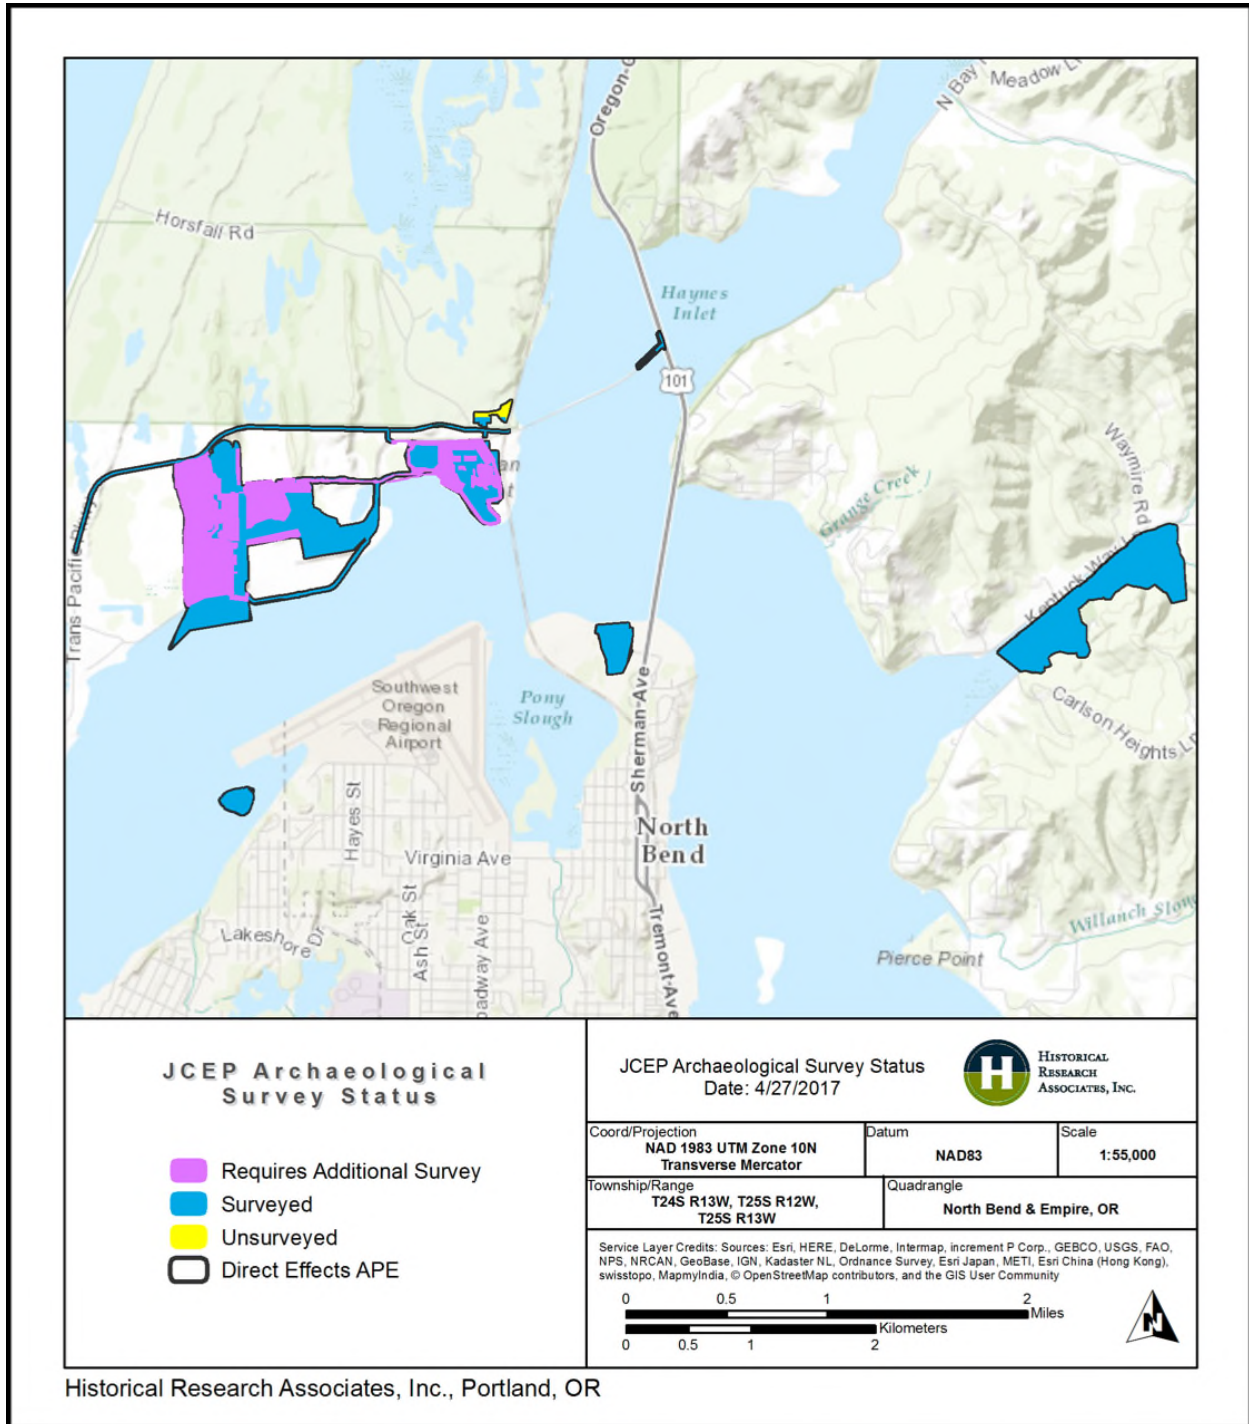 Oregon-C
N Bay
Meadow L
Horsfall Rd
Haynes
Inlet
101
Waymire Rd
Grange Creek
an
t
Kentuck Way L
Trans-Pacific Pkwy
Carlson Heights Ln
Southwest
Oregon
Regional
Airport
Pony
Slough
Sherman-Ave
Hayes St
North
Bend
Virginia Ave
Oak St
Ash St
oadway Ave
Tremont-Ave
Lakeshore Dr
Willanch Slou
Pierce Point
JCEP Archaeological
Survey Status
Requires Additional Survey
Surveyed
Unsurveyed
Direct Effects APE
JCEP Archaeological Survey Status
Date: 4/27/2017
H
HISTORICAL
RESEARCH
ASSOCIATES, INC.
Coord/Projection
NAD 1983 UTM Zone 10N
Transverse Mercator
Datum
NAD83
Scale
1:55,000
Township/Range
T24S R13W, T25S R12W,
T25S R13W
Quadrangle
North Bend & Empire, OR
Service Layer Credits: Sources: Esri, HERE, DeLorme, Intermap, increment P Corp., GEBCO, USGS, FAO,
NPS, NRCAN, GeoBase, IGN, Kadaster NL, Ordnance Survey, Esri Japan, METI, Esri China (Hong Kong),
swisstopo, MapmyIndia, © OpenStreetMap contributors, and the GIS User Community
0 0.5 1 2
Miles
Kilometers
0 0.5 1 2
N
Historical Research Associates, Inc., Portland, OR